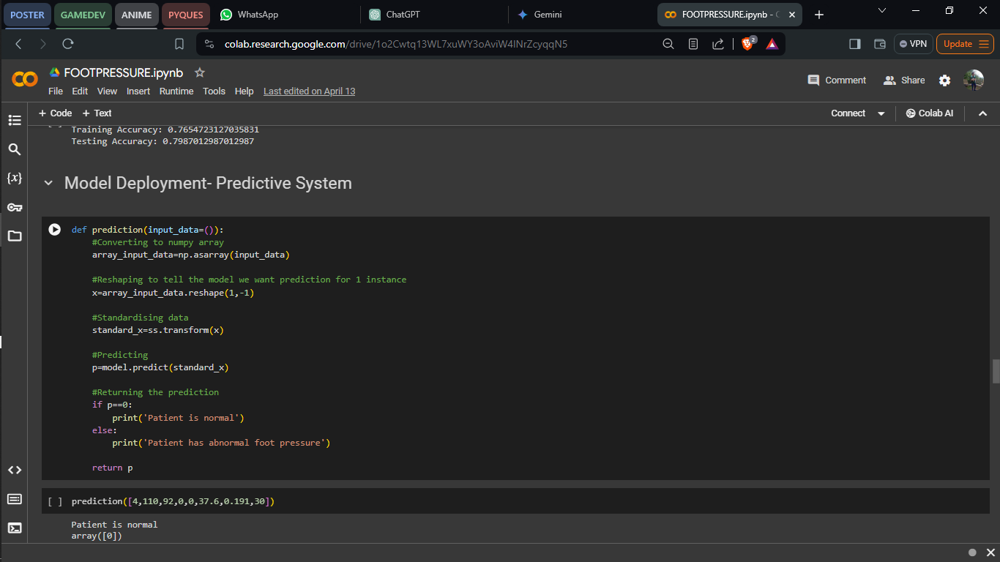 POSTER GAMEDEV ANIME PYQUES WhatsApp ChatGPT Gemini FOOTPRESSURE.ipynb - C
colab.research.google.com/drive/1o2Cwtq13WL7xuWY3oAviW4INrZcyqqN5 2 VPN Update
CO FOOTPRESSURE.ipynb
File Edit View Insert Runtime Tools Help Last edited on April 13 Comment Share
+ Code + Text Connect Colab AI
Training Accuracy: 0.7654723127035831
Testing Accuracy: 0.7987012987012987
Model Deployment- Predictive System
def prediction(input_data=()):
#Converting to numpy array
array_input_data=np.asarray(input_data)
#Reshaping to tell the model we want prediction for 1 instance
x=array_input_data.reshape(1,-1)
#Standardising data
standard_x=ss.transform(x)
#Predicting
p=model.predict(standard_x)
#Returning the prediction
if p==0:
print('Patient is normal')
else:
print('Patient has abnormal foot pressure')
return p
[ ] prediction([4,110,92,0,0,37.6,0.191,30])
Patient is normal
array([0])